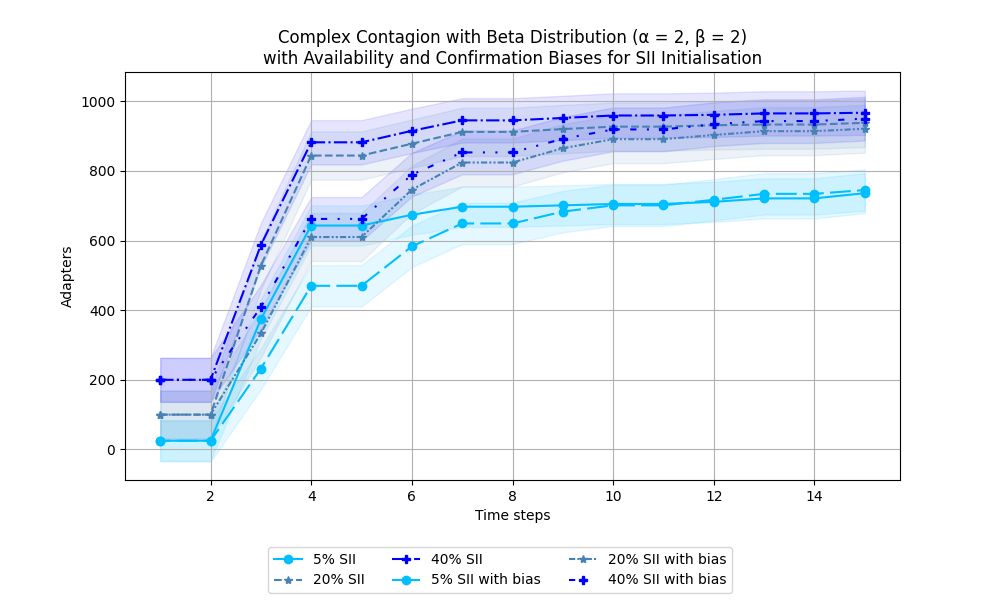 Complex Contagion with Beta Distribution (α = 2, β = 2)
with Availability and Confirmation Biases for SII Initialisation
Adapters
1000
800
600
400
200
0
2 4 6 8 10 12 14
Time steps
5% SII 40% SII 20% SII with bias
20% SII 5% SII with bias 40% SII with bias